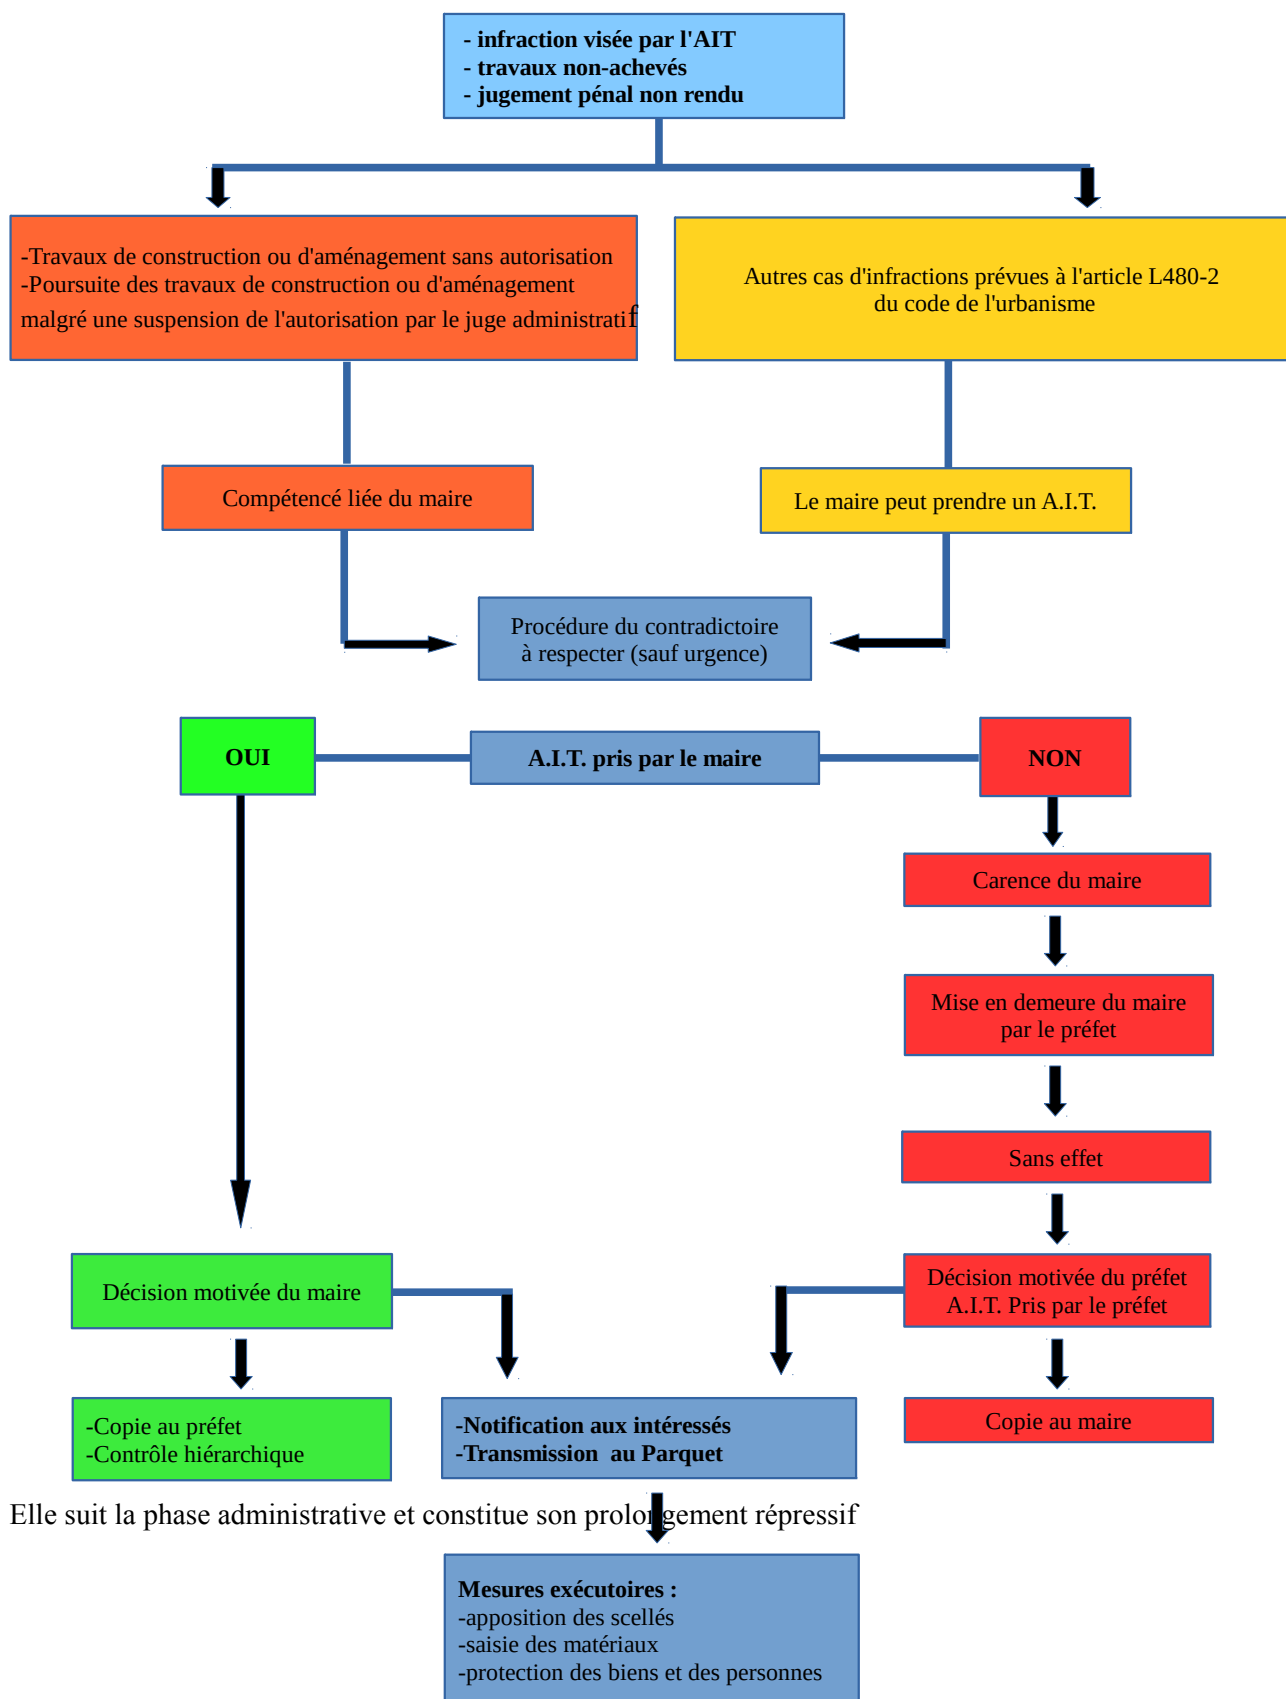 - infraction visée par l'AIT
- travaux non-achevés
- jugement pénal non rendu
-Travaux de construction ou d'aménagement sans autorisation
-Poursuite des travaux de construction ou d'aménagement
malgré une suspension de l'autorisation par le juge administratif
Autres cas d'infractions prévues à l'article L480-2
du code de l'urbanisme
Compétencé liée du maire
Le maire peut prendre un A.I.T.
Procédure du contradictoire
à respecter (sauf urgence)
OUI
A.I.T. pris par le maire
NON
Carence du maire
Mise en demeure du maire
par le préfet
Sans effet
Décision motivée du maire
Décision motivée du préfet
A.I.T. Pris par le préfet
-Copie au préfet
-Contrôle hiérarchique
-Notification aux intéressés
-Transmission  au Parquet
Copie au maire
Elle suit la phase administrative et constitue son prolongement répressif
Mesures exécutoires :
-apposition des scellés
-saisie des matériaux
-protection des biens et des personnes